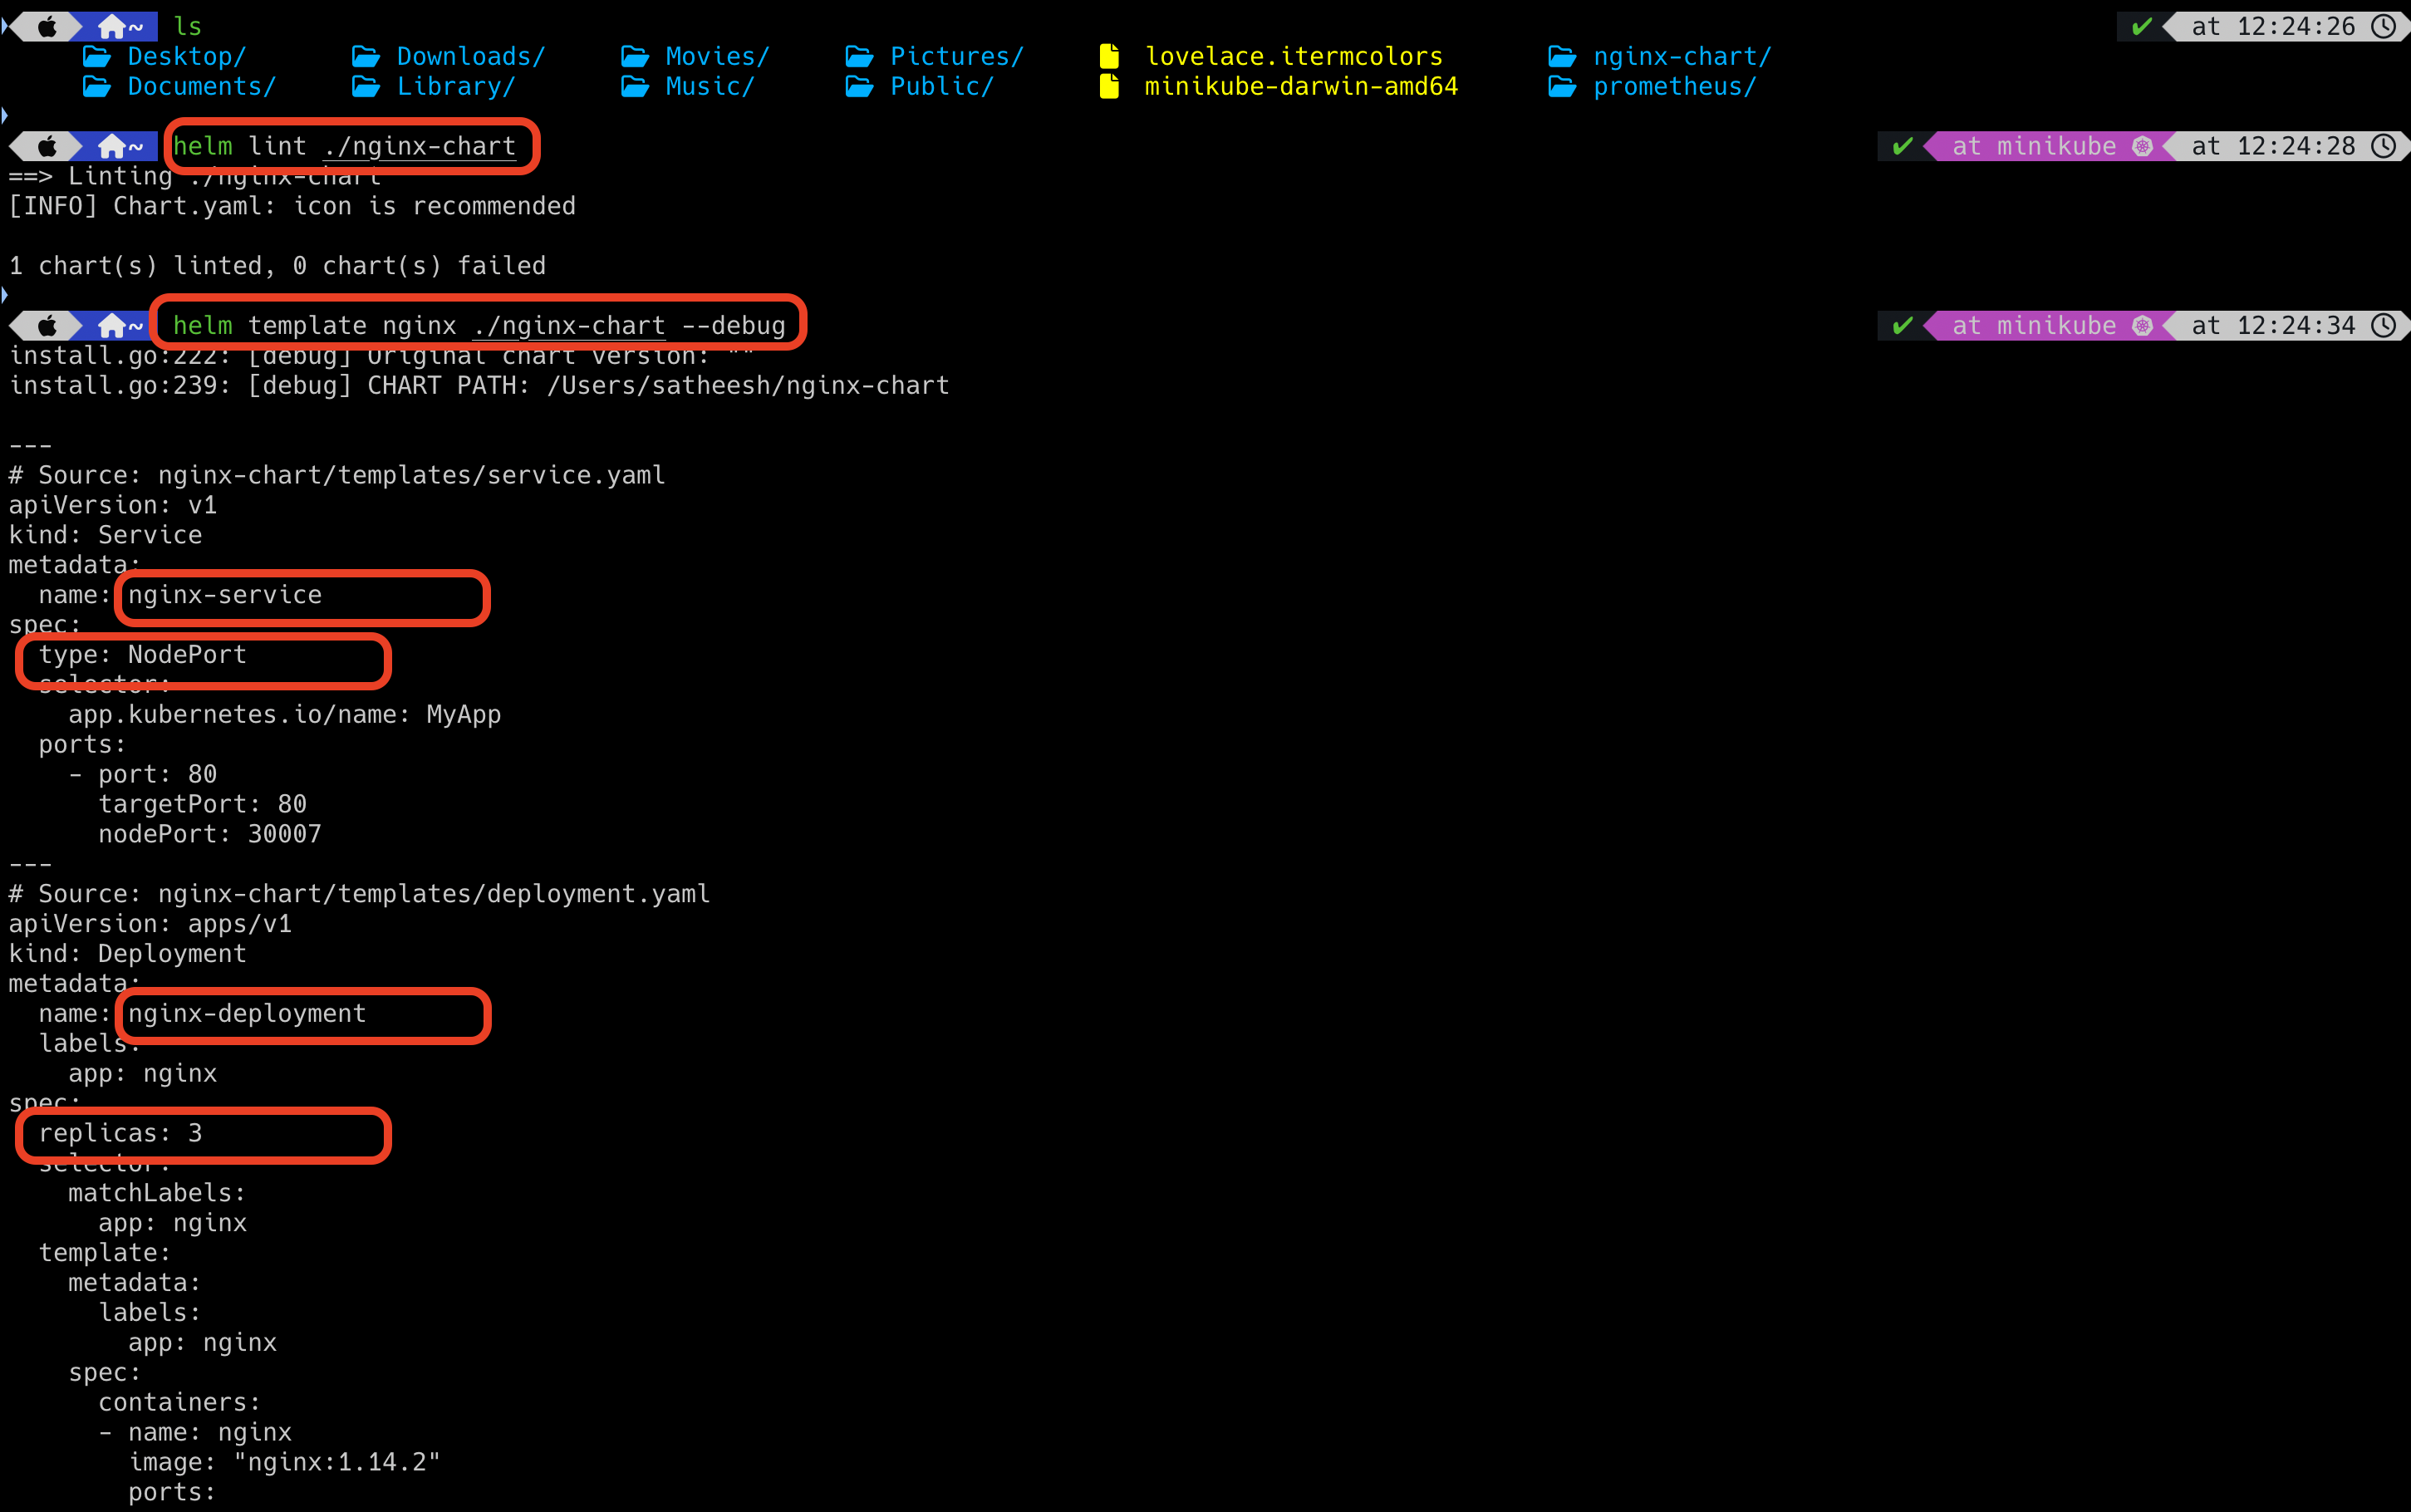 ~ ls ✔ at 12:24:26
Desktop/ Downloads/ Movies/ Pictures/ lovelace.itermcolors nginx-chart/
Documents/ Library/ Music/ Public/ minikube-darwin-amd64 prometheus/
~ helm lint ./nginx-chart ✔ at minikube at 12:24:28
==> Linting ./nginx-chart
[INFO] Chart.yaml: icon is recommended
1 chart(s) linted, 0 chart(s) failed
~ helm template nginx ./nginx-chart --debug ✔ at minikube at 12:24:34
install.go:222: [debug] Original chart version: ""
install.go:239: [debug] CHART PATH: /Users/satheesh/nginx-chart
---
# Source: nginx-chart/templates/service.yaml
apiVersion: v1
kind: Service
metadata:
  name: nginx-service
spec:
  type: NodePort
  selector:
    app.kubernetes.io/name: MyApp
  ports:
    - port: 80
      targetPort: 80
      nodePort: 30007
---
# Source: nginx-chart/templates/deployment.yaml
apiVersion: apps/v1
kind: Deployment
metadata:
  name: nginx-deployment
  labels:
    app: nginx
spec:
  replicas: 3
  selector:
    matchLabels:
      app: nginx
  template:
    metadata:
      labels:
        app: nginx
    spec:
      containers:
      - name: nginx
        image: "nginx:1.14.2"
        ports: